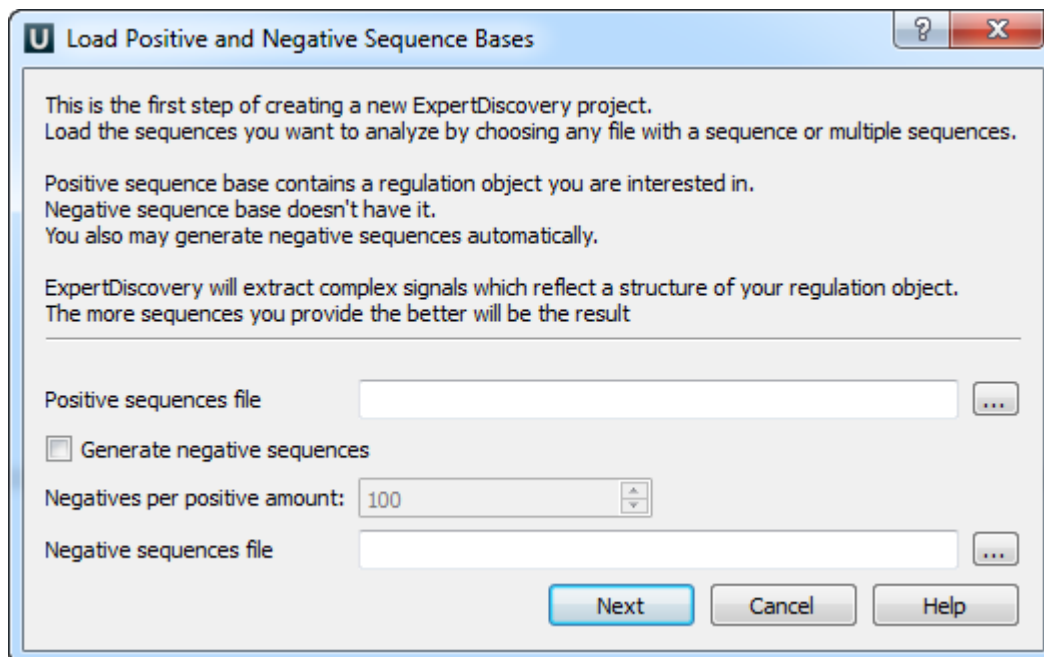 U Load Positive and Negative Sequence Bases ? X
This is the first step of creating a new ExpertDiscovery project.
Load the sequences you want to analyze by choosing any file with a sequence or multiple sequences.
Positive sequence base contains a regulation object you are interested in.
Negative sequence base doesn't have it.
You also may generate negative sequences automatically.
ExpertDiscovery will extract complex signals which reflect a structure of your regulation object.
The more sequences you provide the better will be the result
Positive sequences file ...
Generate negative sequences
Negatives per positive amount: 100
Negative sequences file ...
Next Cancel Help